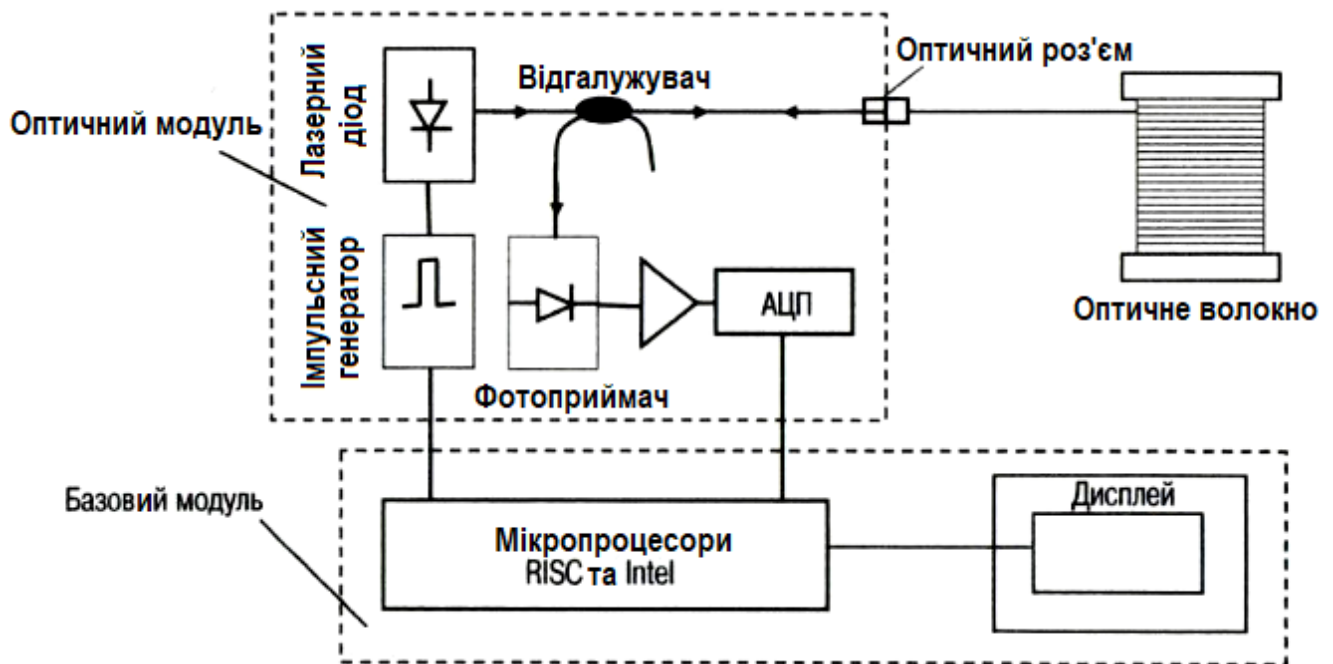 Оптичний модуль
Лазерний
діод
Відгалужувач
Оптичний роз'єм
Імпульсний
генератор
АЦП
Фотоприймач
Оптичне волокно
Базовий модуль
Мікропроцесори
RISC та Intel
Дисплей